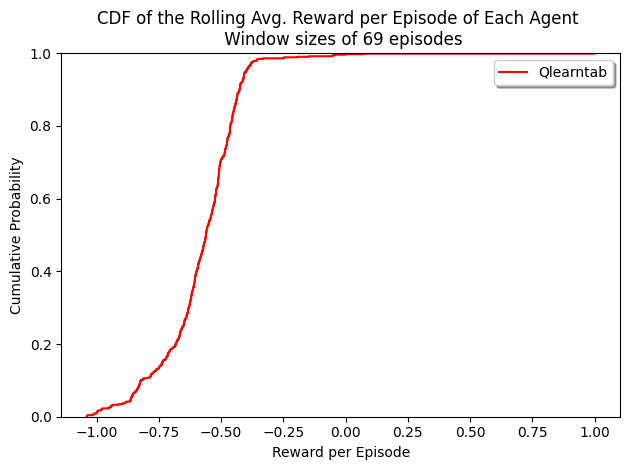 CDF of the Rolling Avg. Reward per Episode of Each Agent
Window sizes of 69 episodes
Qlearntab
1.0
0.8
0.6
0.4
0.2
0.0
Cumulative Probability
−1.00 −0.75 −0.50 −0.25 0.00 0.25 0.50 0.75 1.00
Reward per Episode